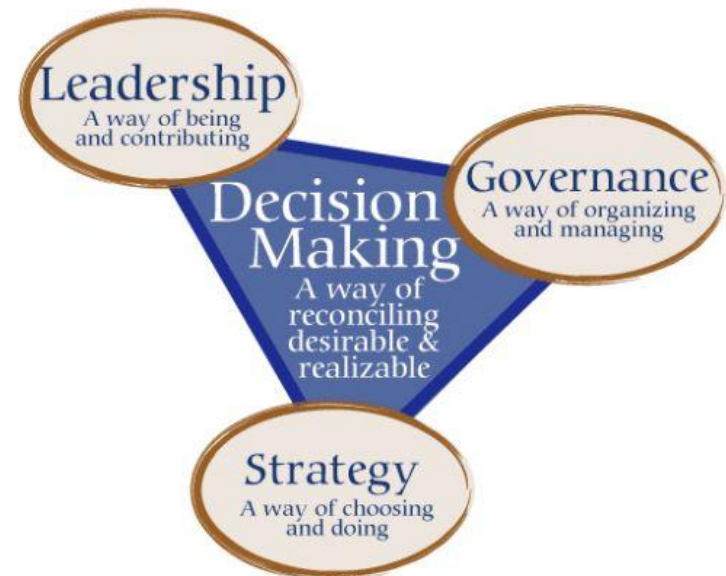 Leadership
A way of being
and contributing
Governance
A way of organizing
and managing
Decision
Making
A way of
reconciling
desirable &
realizable
Strategy
A way of choosing
and doing